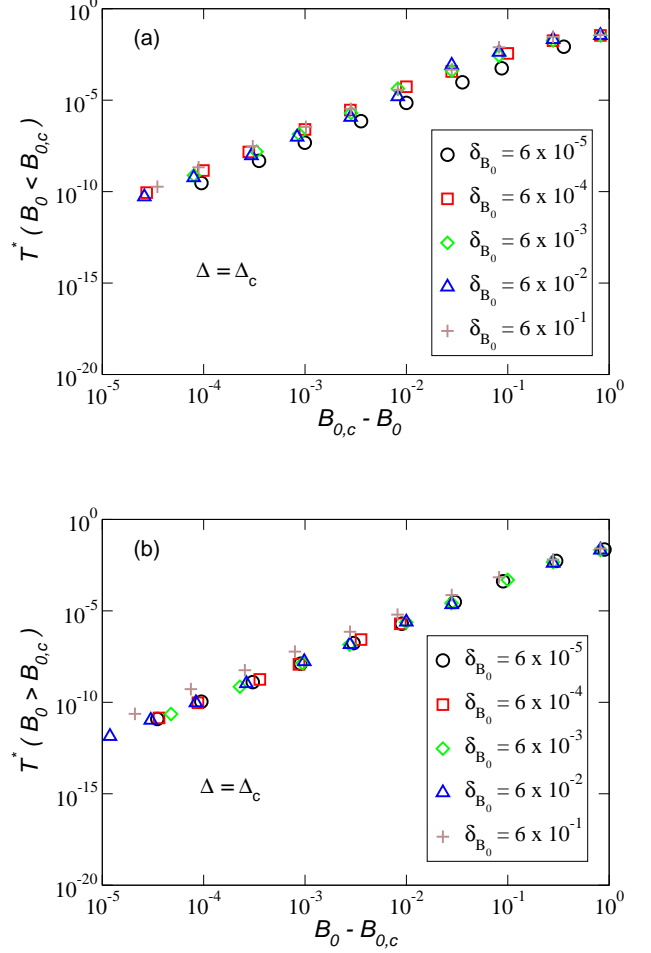 (a)
10^0
10^-5
10^-10
10^-15
10^-20
T^* ( B_0 < B_{0,c} )
Δ = Δ_c
δ_{B_0} = 6 x 10^-5
δ_{B_0} = 6 x 10^-4
δ_{B_0} = 6 x 10^-3
δ_{B_0} = 6 x 10^-2
δ_{B_0} = 6 x 10^-1
10^-5 10^-4 10^-3 10^-2 10^-1 10^0
B_{0,c} - B_0
(b)
10^0
10^-5
10^-10
10^-15
10^-20
T^* ( B_0 > B_{0,c} )
Δ = Δ_c
δ_{B_0} = 6 x 10^-5
δ_{B_0} = 6 x 10^-4
δ_{B_0} = 6 x 10^-3
δ_{B_0} = 6 x 10^-2
δ_{B_0} = 6 x 10^-1
10^-5 10^-4 10^-3 10^-2 10^-1 10^0
B_0 - B_{0,c}